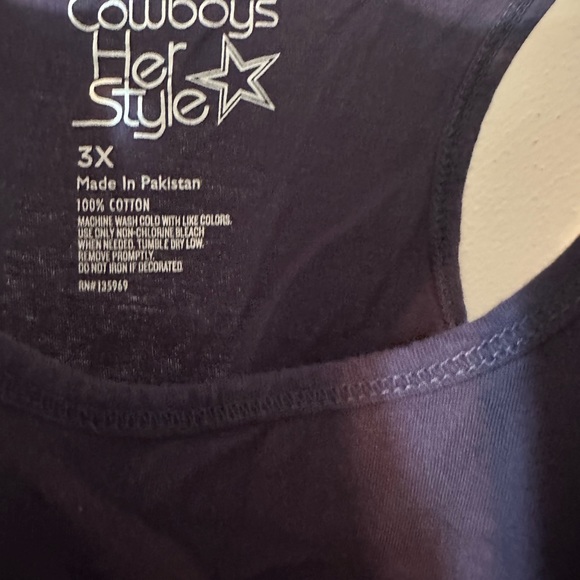 Cowboys
Her
Style
3X
Made In Pakistan
100% COTTON
MACHINE WASH COLD WITH LIKE COLORS.
USE ONLY NON-CHLORINE BLEACH
WHEN NEEDED. TUMBLE DRY LOW.
REMOVE PROMPTLY.
DO NOT IRON IF DECORATED
RN#135969